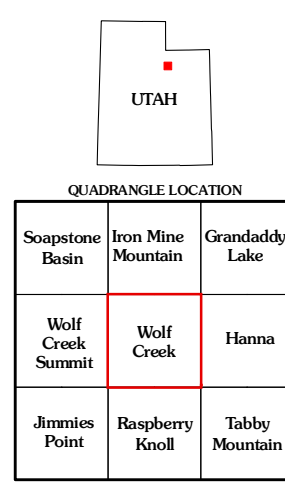 UTAH
QUADRANGLE LOCATION
Soapstone
Basin
Iron Mine
Mountain
Grandaddy
Lake
Wolf
Creek
Summit
Wolf
Creek
Hanna
Jimmies
Point
Raspberry
Knoll
Tabby
Mountain